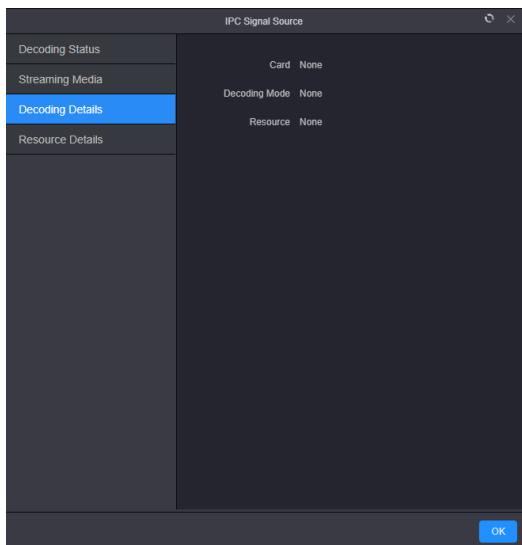 IPC Signal Source
Decoding Status
Streaming Media
Decoding Details
Resource Details
Card None
Decoding Mode None
Resource None
OK